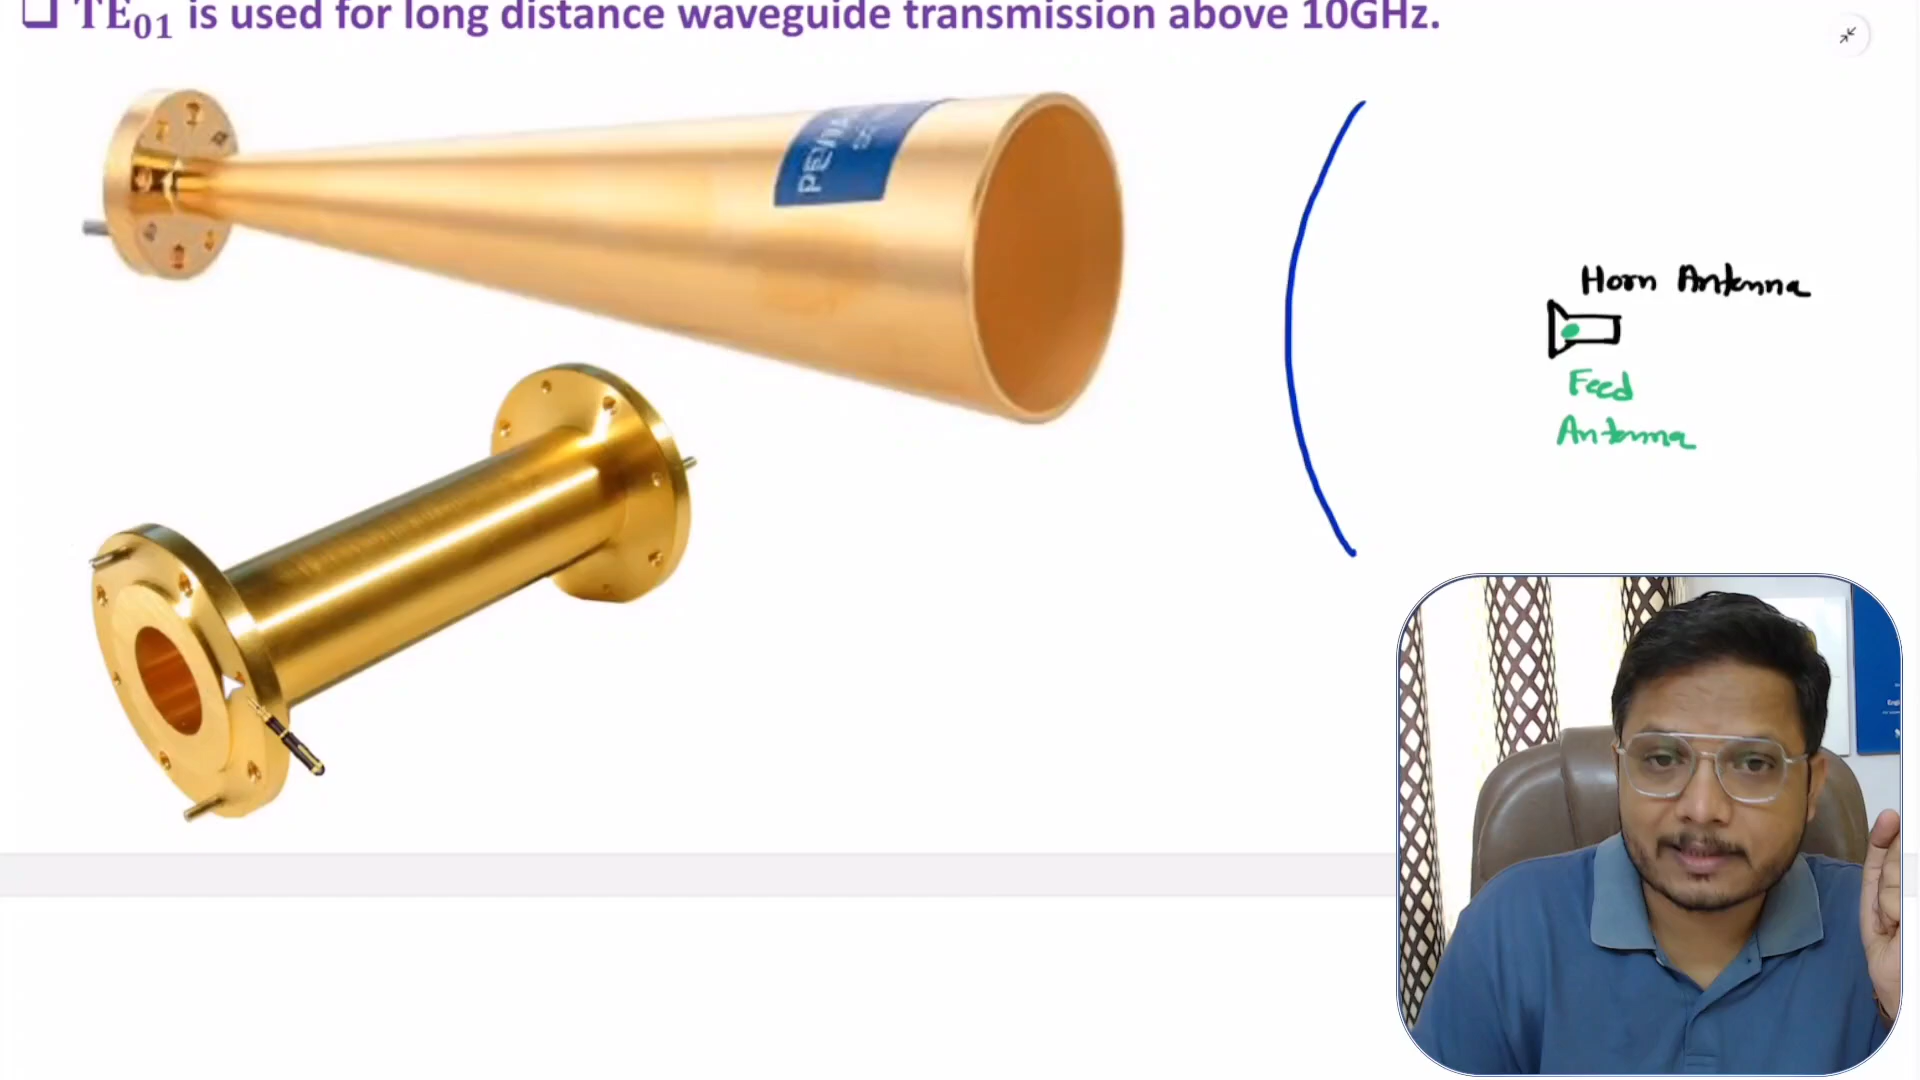 ❑ TE₀₁ is used for long distance waveguide transmission above 10GHz.
Horn Antenna
Feed
Antenna